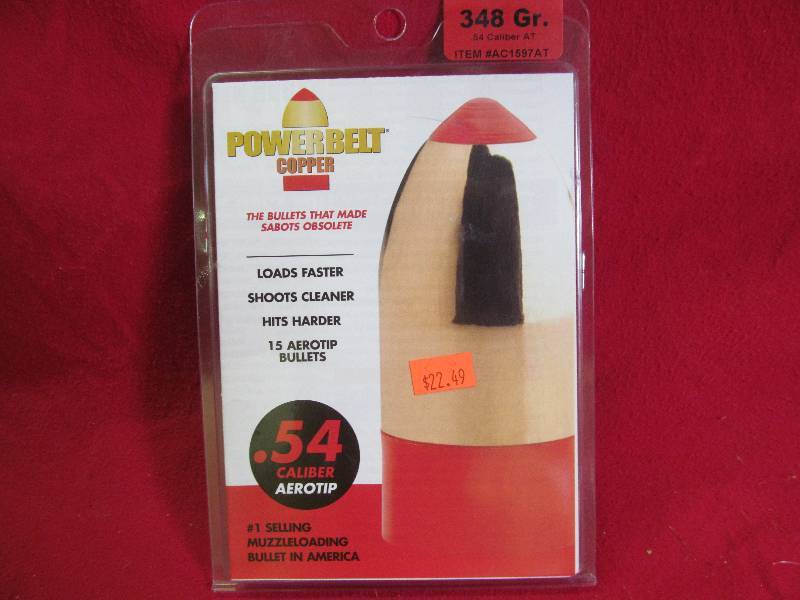 348 Gr.
.54 Caliber AT
ITEM #AC1597AT
POWERBELT®
COPPER
THE BULLETS THAT MADE
SABOTS OBSOLETE
LOADS FASTER
SHOOTS CLEANER
HITS HARDER
15 AEROTIP
BULLETS
$22.49
.54
CALIBER
AEROTIP
#1 SELLING
MUZZLELOADING
BULLET IN AMERICA